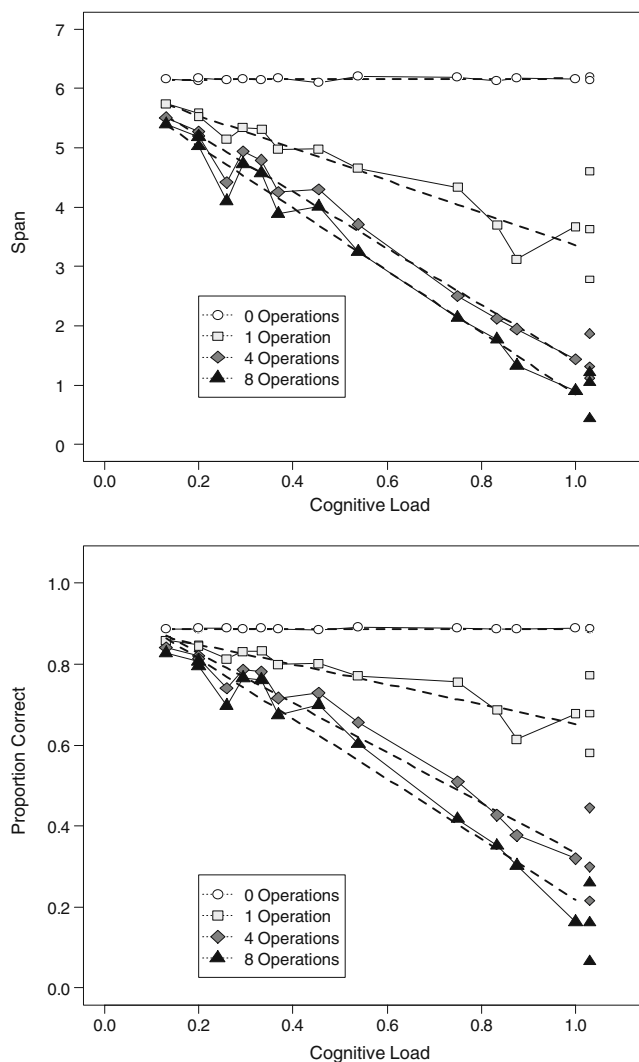 7
6
5
4
3
2
1
0
Span
0 Operations
1 Operation
4 Operations
8 Operations
0.0 0.2 0.4 0.6 0.8 1.0
Cognitive Load
1.0
0.8
0.6
0.4
0.2
0.0
Proportion Correct
0 Operations
1 Operation
4 Operations
8 Operations
0.0 0.2 0.4 0.6 0.8 1.0
Cognitive Load